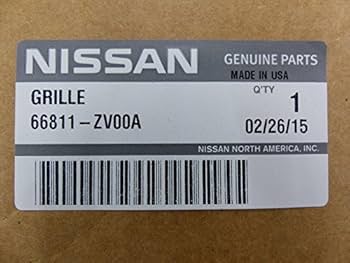 NISSAN
GENUINE PARTS
MADE IN USA
GRILLE
Q'TY
1
66811-ZV00A
02/26/15
NISSAN NORTH AMERICA, INC.